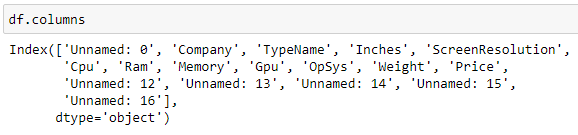 df.columns
Index(['Unnamed: 0', 'Company', 'TypeName', 'Inches', 'ScreenResolution',
'Cpu', 'Ram', 'Memory', 'Gpu', 'OpSys', 'Weight', 'Price',
'Unnamed: 12', 'Unnamed: 13', 'Unnamed: 14', 'Unnamed: 15',
'Unnamed: 16'],
dtype='object')